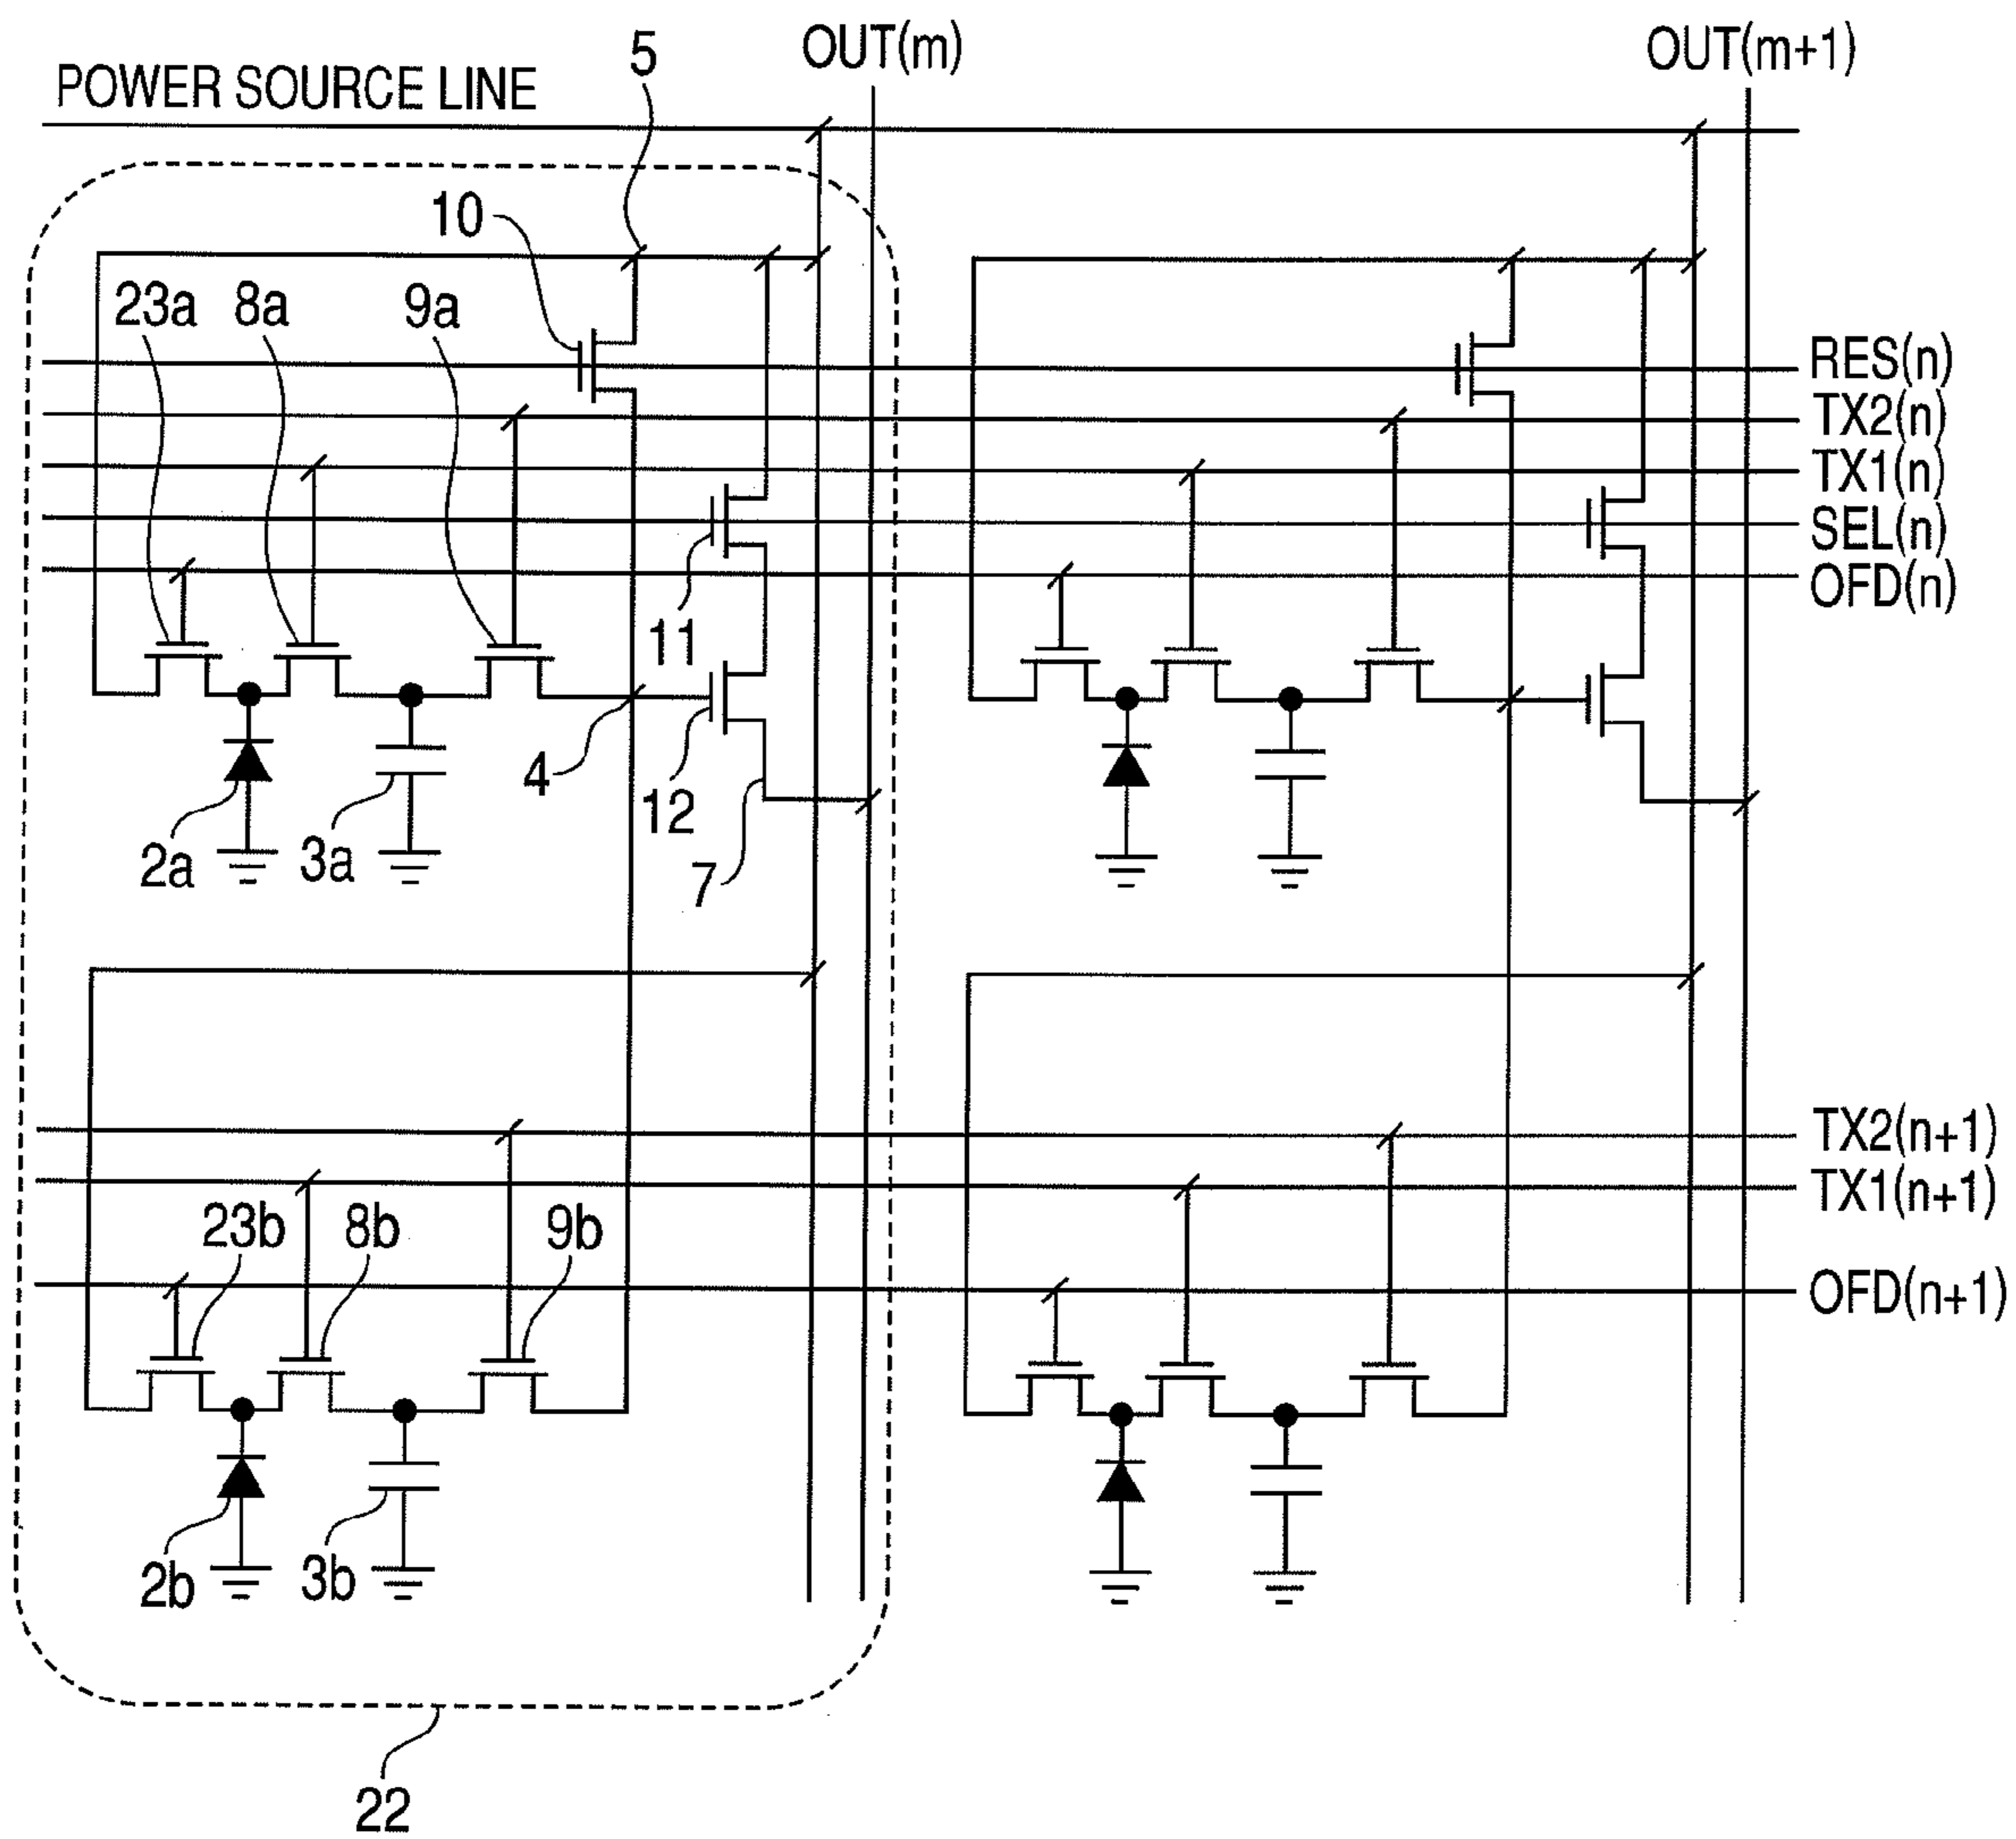 OUT(m)
OUT(m+1)
5
POWER SOURCE LINE
10
23a
8a
9a
RES(n)
TX2(n)
TX1(n)
SEL(n)
OFD(n)
11
4
12
2a
3a
7
TX2(n+1)
TX1(n+1)
23b
8b
9b
OFD(n+1)
2b
3b
22